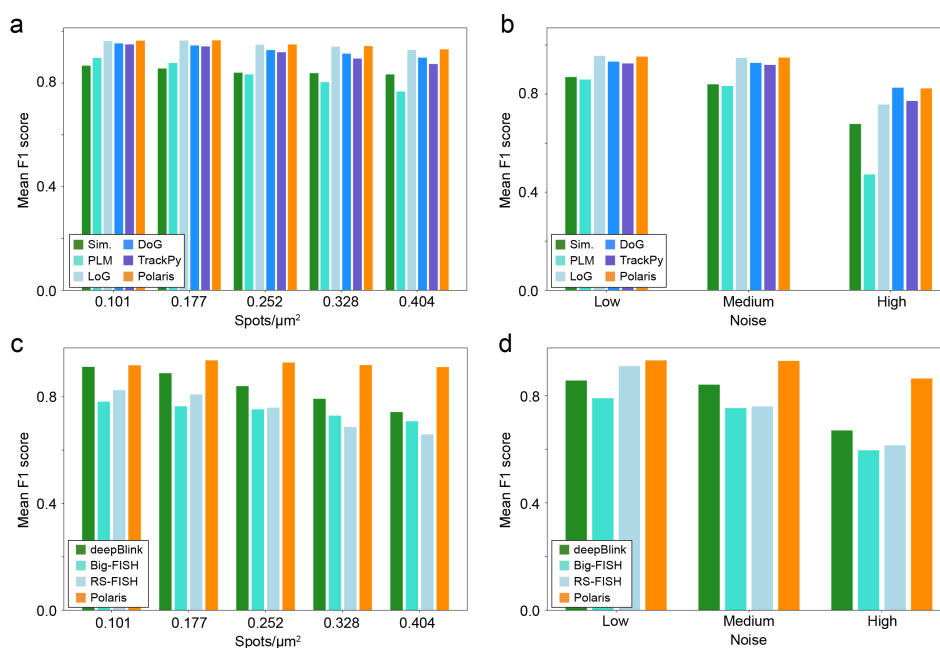 a
Mean F1 score
0.8
0.4
0.0
Sim.
PLM
LoG
DoG
TrackPy
Polaris
0.101 0.177 0.252 0.328 0.404
Spots/µm²
b
Mean F1 score
0.8
0.4
0.0
Sim.
PLM
LoG
DoG
TrackPy
Polaris
Low Medium High
Noise
c
Mean F1 score
0.8
0.4
0.0
deepBlink
Big-FISH
RS-FISH
Polaris
0.101 0.177 0.252 0.328 0.404
Spots/µm²
d
Mean F1 score
0.8
0.4
0.0
deepBlink
Big-FISH
RS-FISH
Polaris
Low Medium High
Noise